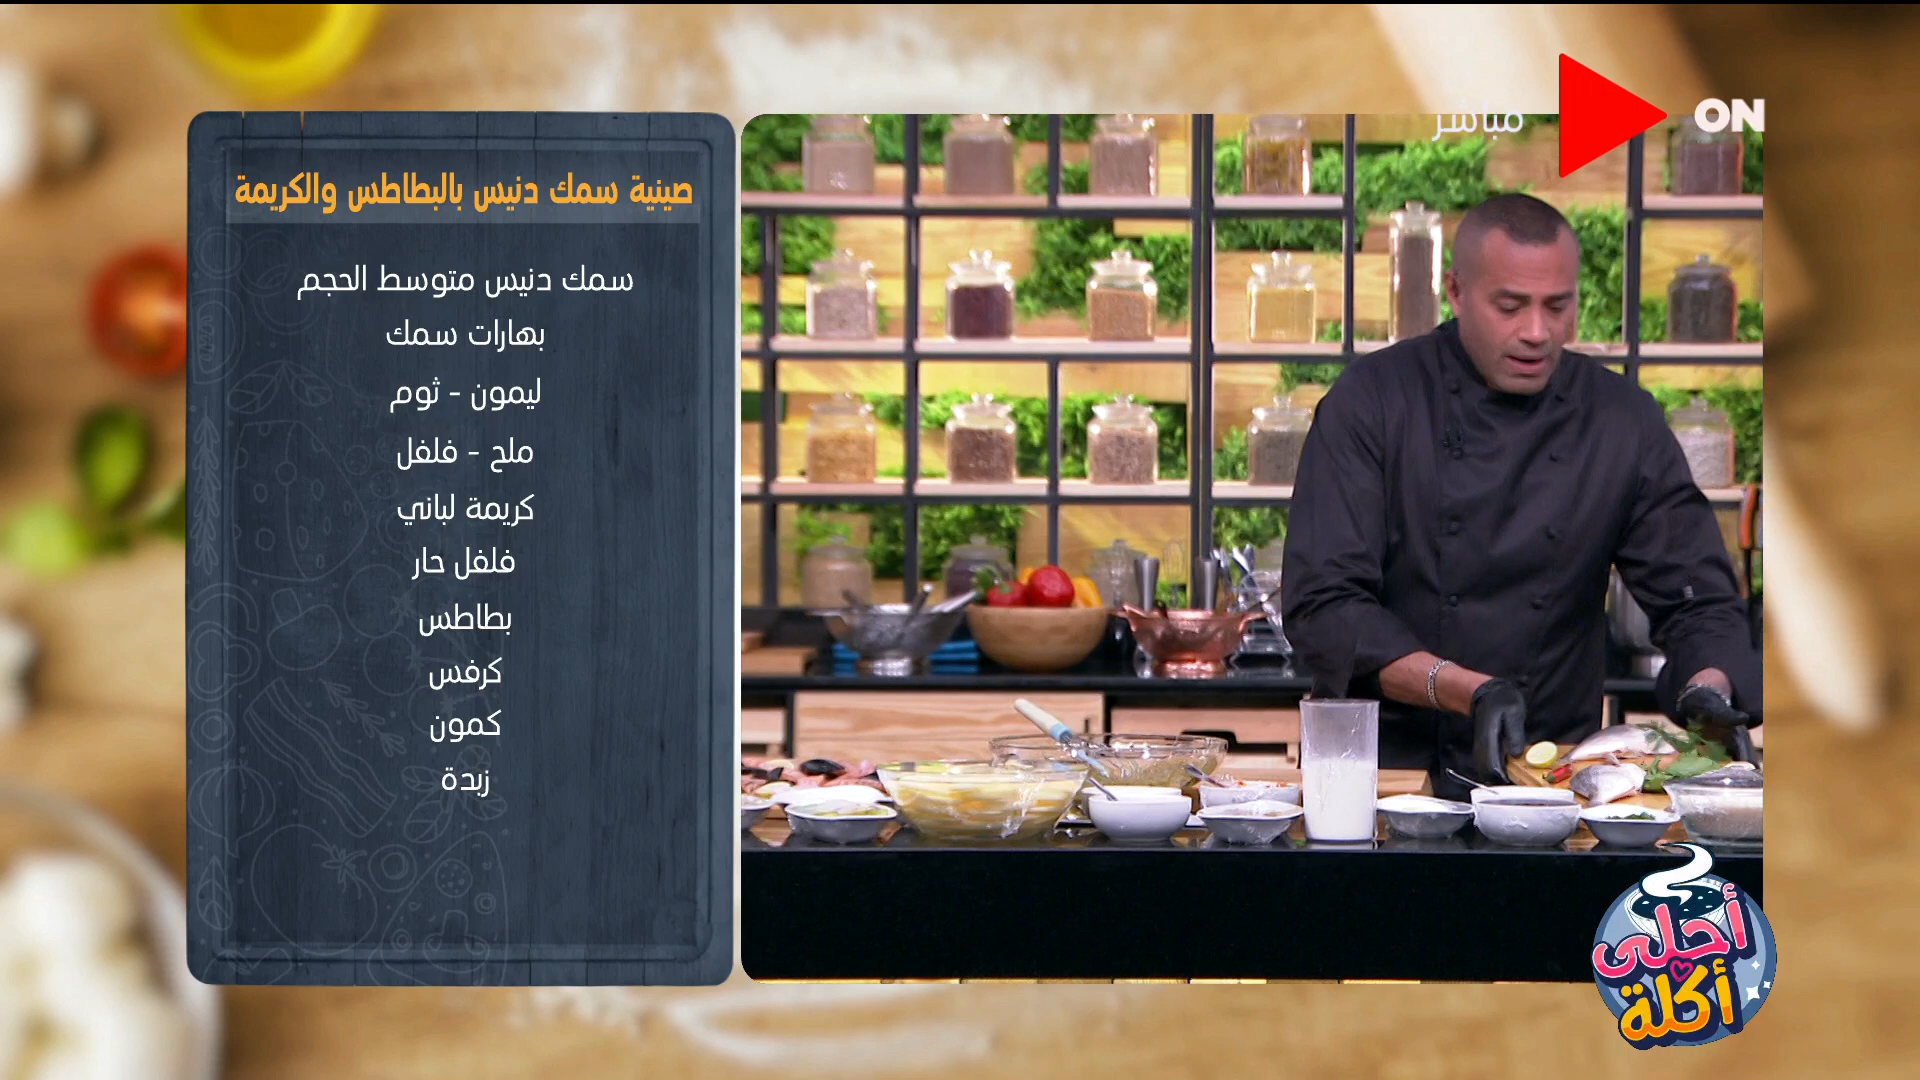 مباشر
ON
صينية سمك دنيس بالبطاطس والكريمة
سمك دنيس متوسط الحجم
بهارات سمك
ليمون - ثوم
ملح - فلفل
كريمة لباني
فلفل حار
بطاطس
كرفس
كمون
زبدة
أحلى
أكلة